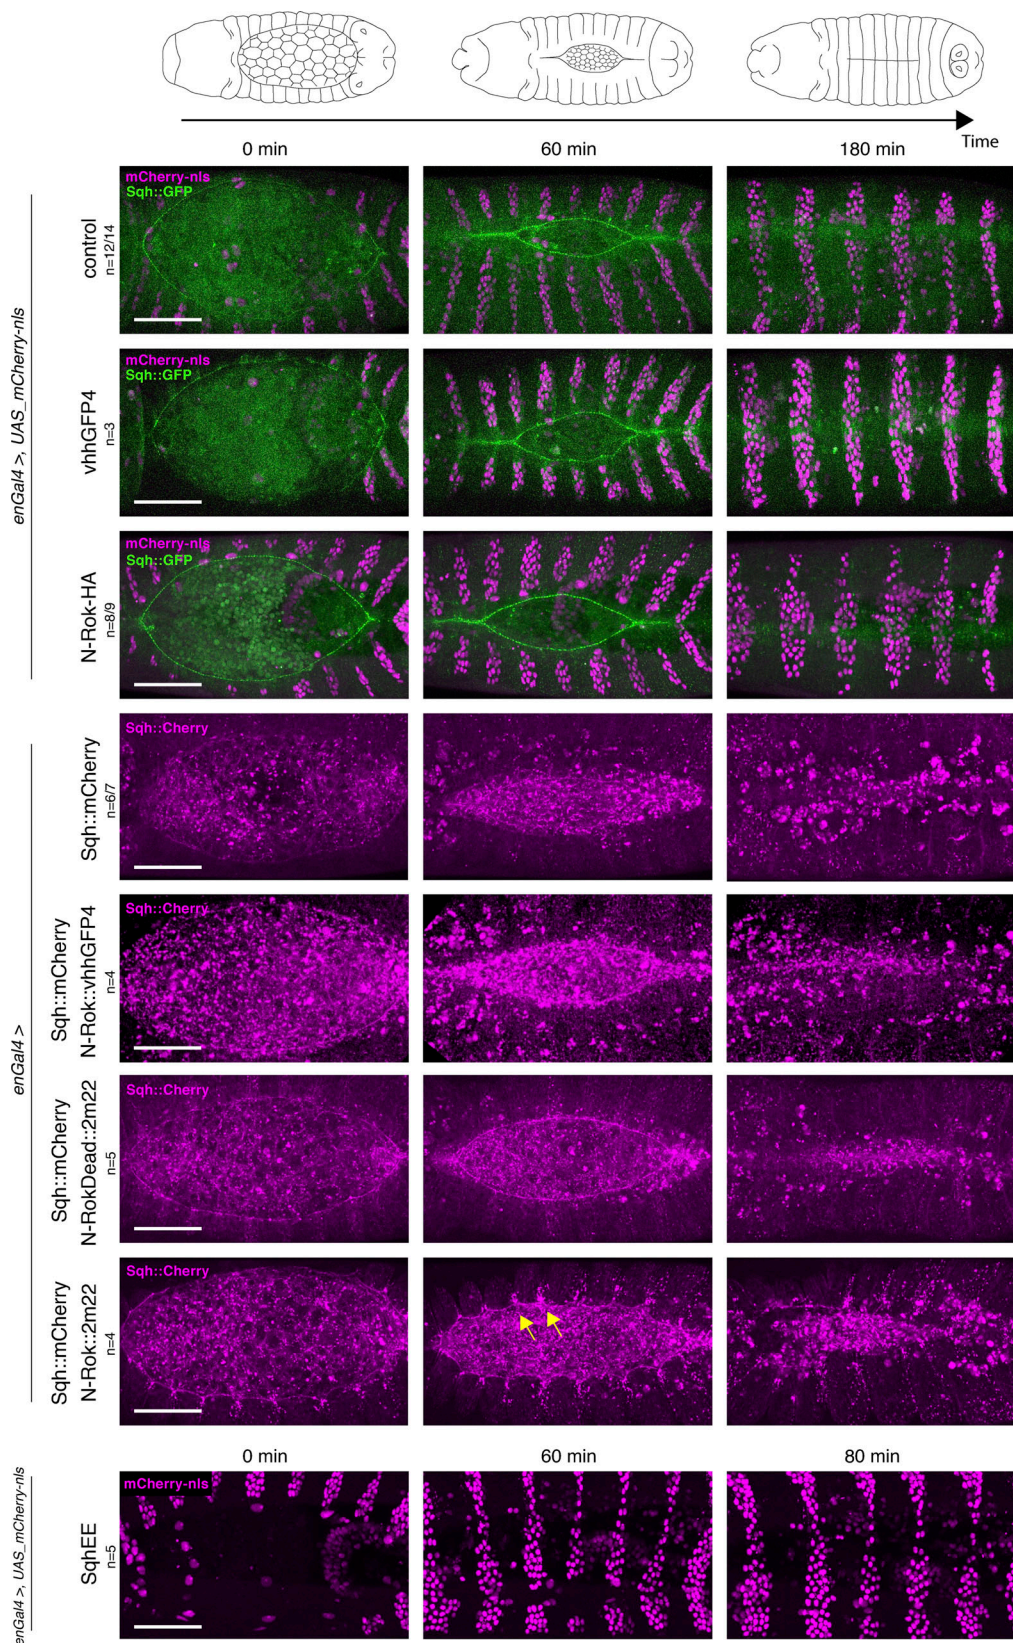 Time
0 min
60 min
180 min
enGal4 >, UAS_mCherry-nls
control
n=12/14
mCherry-nls
Sqh::GFP
vhhGFP4
n=3
mCherry-nls
Sqh::GFP
N-Rok-HA
n=8/9
mCherry-nls
Sqh::GFP
enGal4 >
Sqh::mCherry
n=6/7
Sqh::Cherry
Sqh::mCherry
N-Rok::vhhGFP4
n=4
Sqh::Cherry
Sqh::mCherry
N-RokDead::2m22
n=5
Sqh::Cherry
Sqh::mCherry
N-Rok::2m22
n=4
Sqh::Cherry
0 min
60 min
80 min
enGal4 >, UAS_mCherry-nls
SqhEE
n=5
mCherry-nls